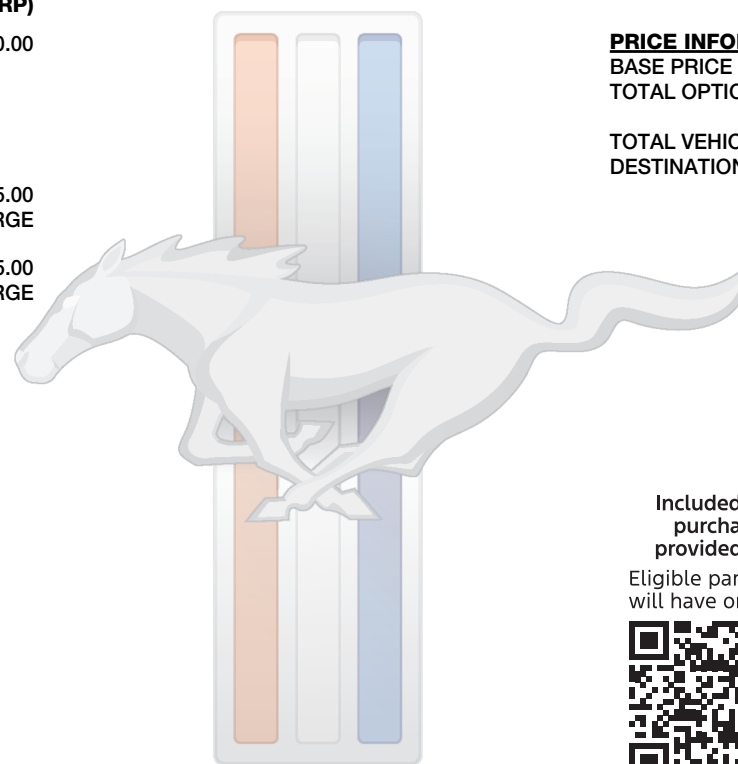 RP)
0.00
5.00
RGE
5.00
RGE
PRICE INFO
BASE PRICE
TOTAL OPTIO
TOTAL VEHIC
DESTINATION
Included
purcha
provided
Eligible par
will have o